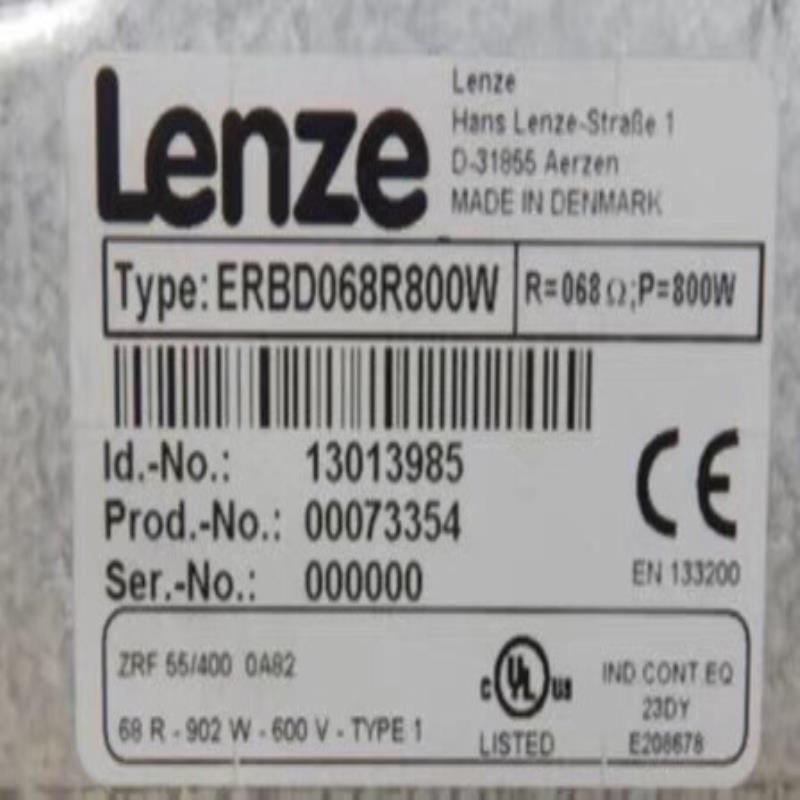 Lenze
Lenze
Hans Lenze-Straße 1
D-31855 Aerzen
MADE IN DENMARK
Type: ERBD068R800W
R=068 Ω;P=800W
Id.-No.: 13013985
Prod.-No.: 00073354
Ser.-No.: 000000
CE
EN 133200
ZRF 55/400 0A82
68 R - 902 W - 600 V - TYPE 1
c UL us
LISTED
IND.CONT.EQ
23DY
E208678